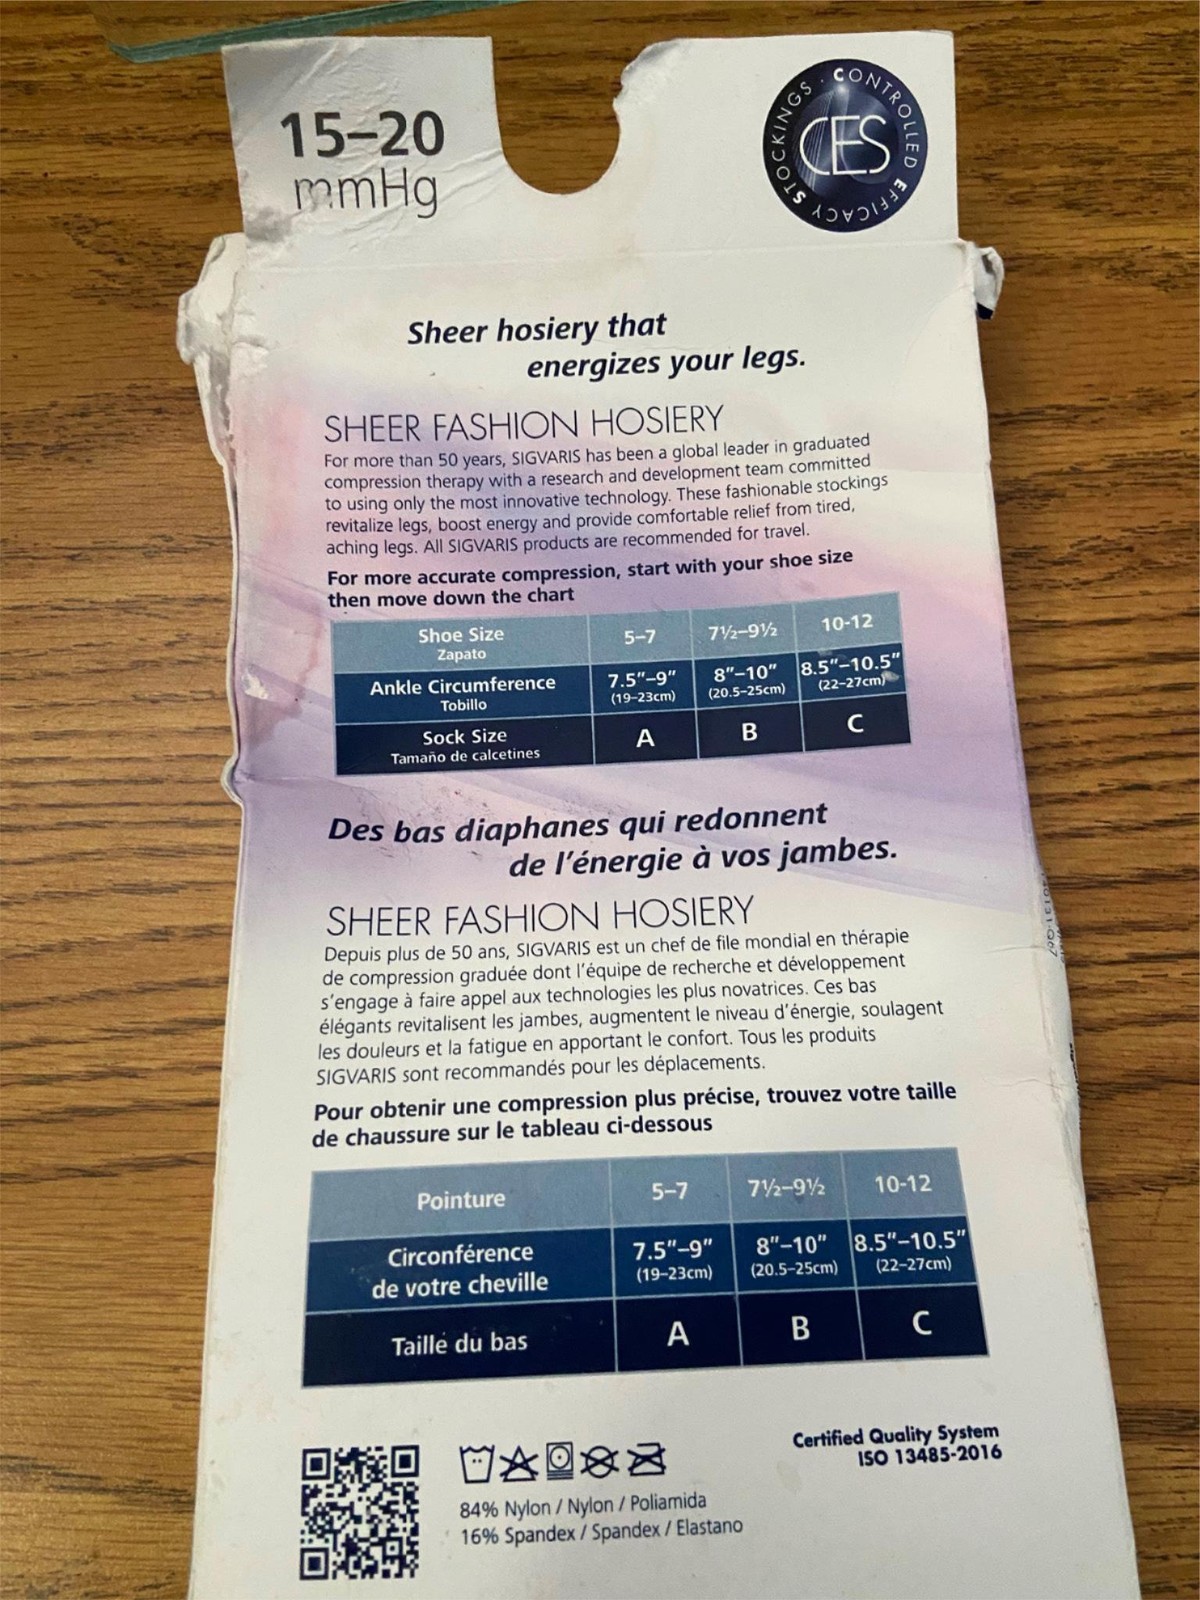 15–20
mmHg
CONTROLLED EFFICACY STOCKINGS ·
CES
Sheer hosiery that
energizes your legs.
SHEER FASHION HOSIERY
For more than 50 years, SIGVARIS has been a global leader in graduated
compression therapy with a research and development team committed
to using only the most innovative technology. These fashionable stockings
revitalize legs, boost energy and provide comfortable relief from tired,
aching legs. All SIGVARIS products are recommended for travel.
For more accurate compression, start with your shoe size
then move down the chart
Shoe Size 5–7 7½–9½ 10-12
Zapato
Ankle Circumference 7.5"–9" 8"–10" 8.5"–10.5"
Tobillo (19–23cm) (20.5–25cm) (22–27cm)
Sock Size A B C
Tamaño de calcetines
Des bas diaphanes qui redonnent
de l'énergie à vos jambes.
SHEER FASHION HOSIERY
Depuis plus de 50 ans, SIGVARIS est un chef de file mondial en thérapie
de compression graduée dont l'équipe de recherche et développement
s'engage à faire appel aux technologies les plus novatrices. Ces bas
élégants revitalisent les jambes, augmentent le niveau d'énergie, soulagent
les douleurs et la fatigue en apportant le confort. Tous les produits
SIGVARIS sont recommandés pour les déplacements.
Pour obtenir une compression plus précise, trouvez votre taille
de chaussure sur le tableau ci-dessous
Pointure 5–7 7½–9½ 10-12
Circonférence 7.5"–9" 8"–10" 8.5"–10.5"
de votre cheville (19–23cm) (20.5–25cm) (22–27cm)
Taille du bas A B C
Certified Quality System
ISO 13485-2016
84% Nylon / Nylon / Poliamida
16% Spandex / Spandex / Elastano